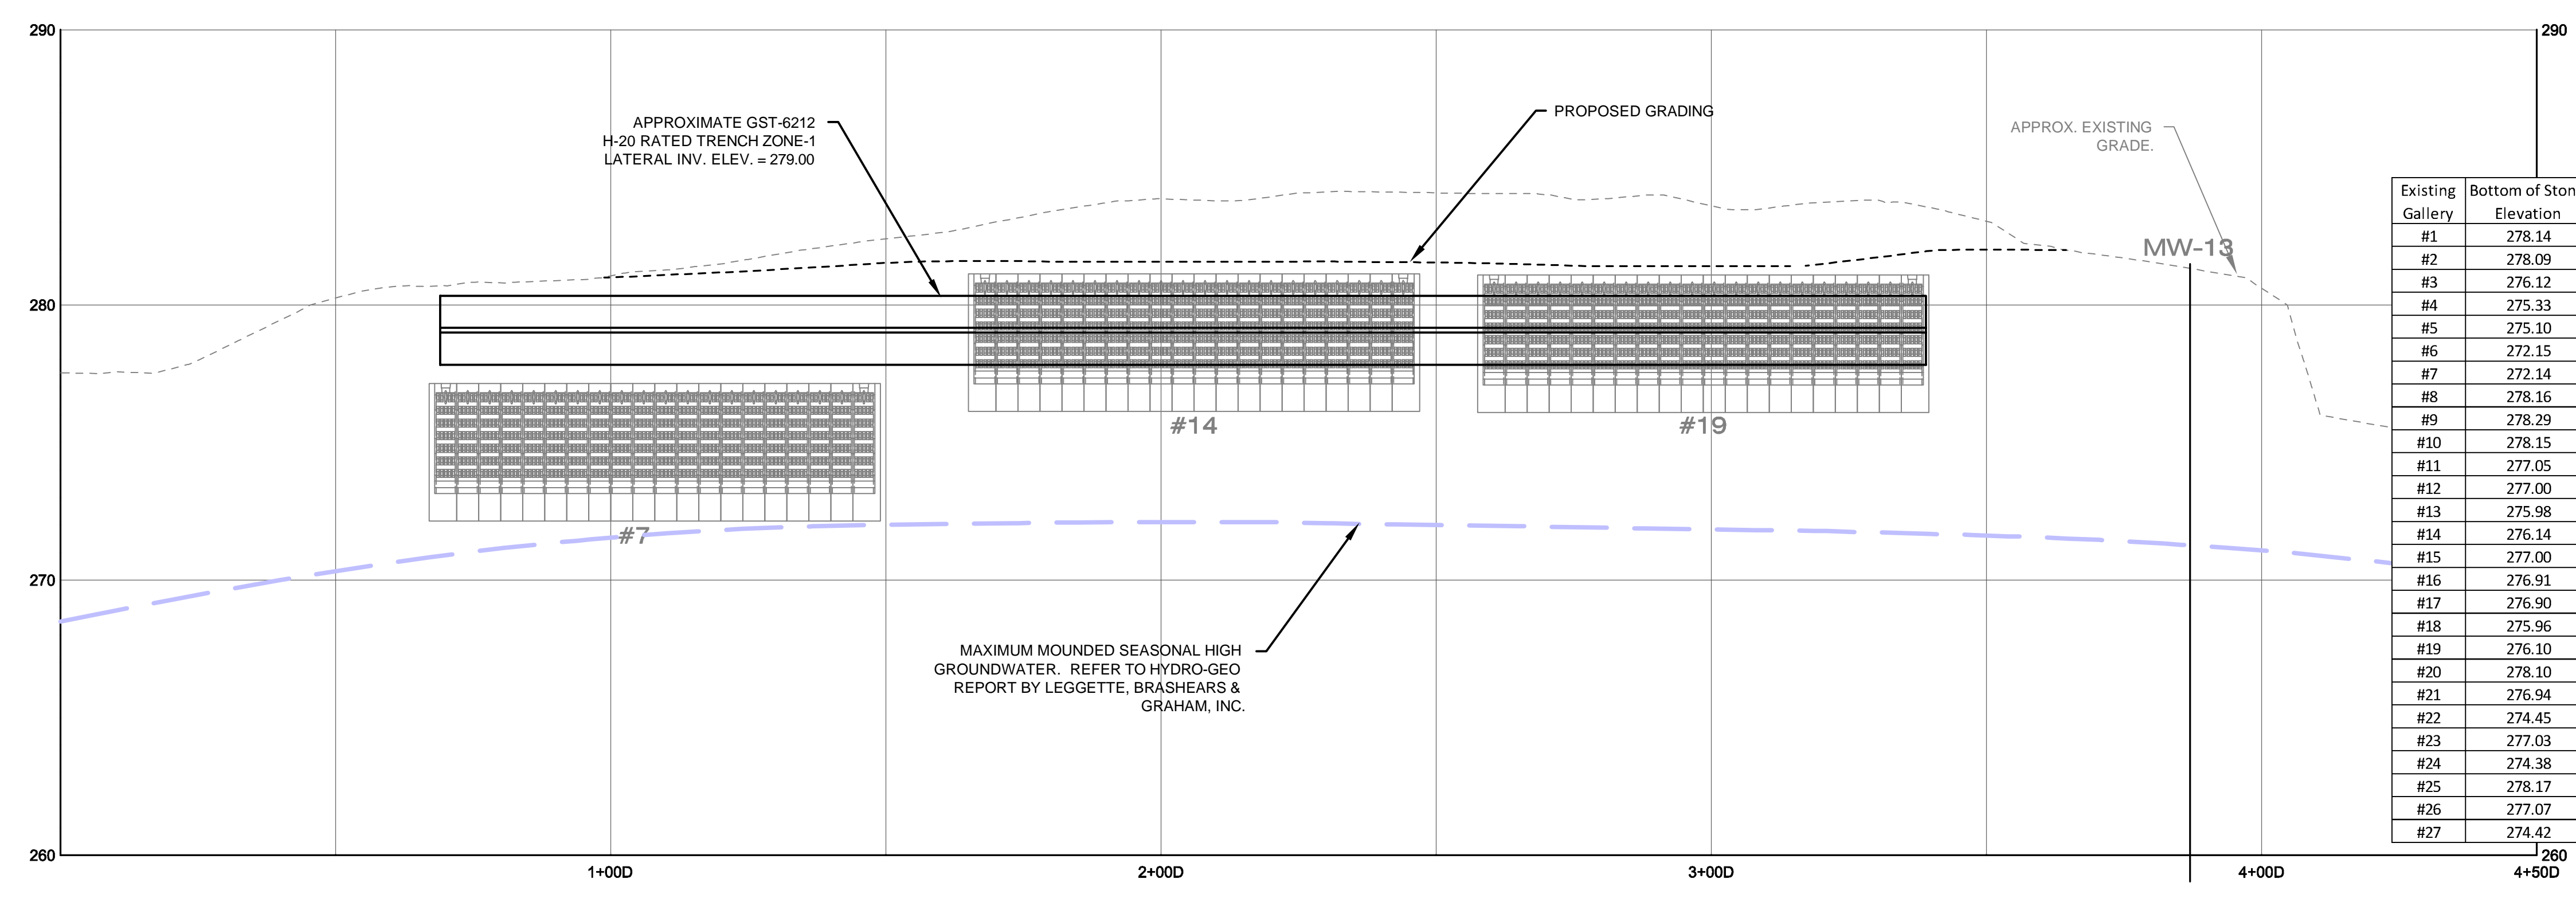 290
290
APPROXIMATE GST-6212
H-20 RATED TRENCH ZONE-1
LATERAL INV. ELEV. = 279.00
PROPOSED GRADING
APPROX. EXISTING
GRADE.
MW-13
280
#14
#19
#7
270
MAXIMUM MOUNDED SEASONAL HIGH
GROUNDWATER. REFER TO HYDRO-GEO
REPORT BY LEGGETTE, BRASHEARS &
GRAHAM, INC.
260
260
1+00D
2+00D
3+00D
4+00D
4+50D
Existing Bottom of Ston
Gallery Elevation
#1 278.14
#2 278.09
#3 276.12
#4 275.33
#5 275.10
#6 272.15
#7 272.14
#8 278.16
#9 278.29
#10 278.15
#11 277.05
#12 277.00
#13 275.98
#14 276.14
#15 277.00
#16 276.91
#17 276.90
#18 275.96
#19 276.10
#20 278.10
#21 276.94
#22 274.45
#23 277.03
#24 274.38
#25 278.17
#26 277.07
#27 274.42